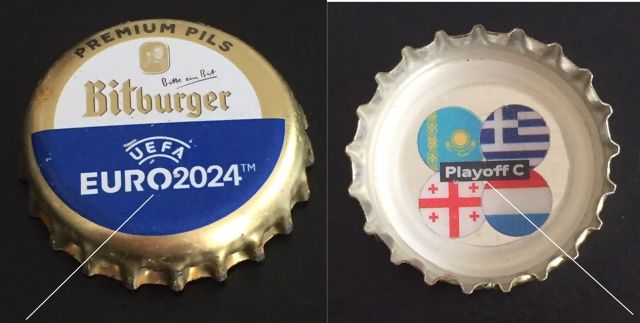 PREMIUM PILS
Bitte ein Bit
Bitburger
UEFA
EURO2024™
Playoff C